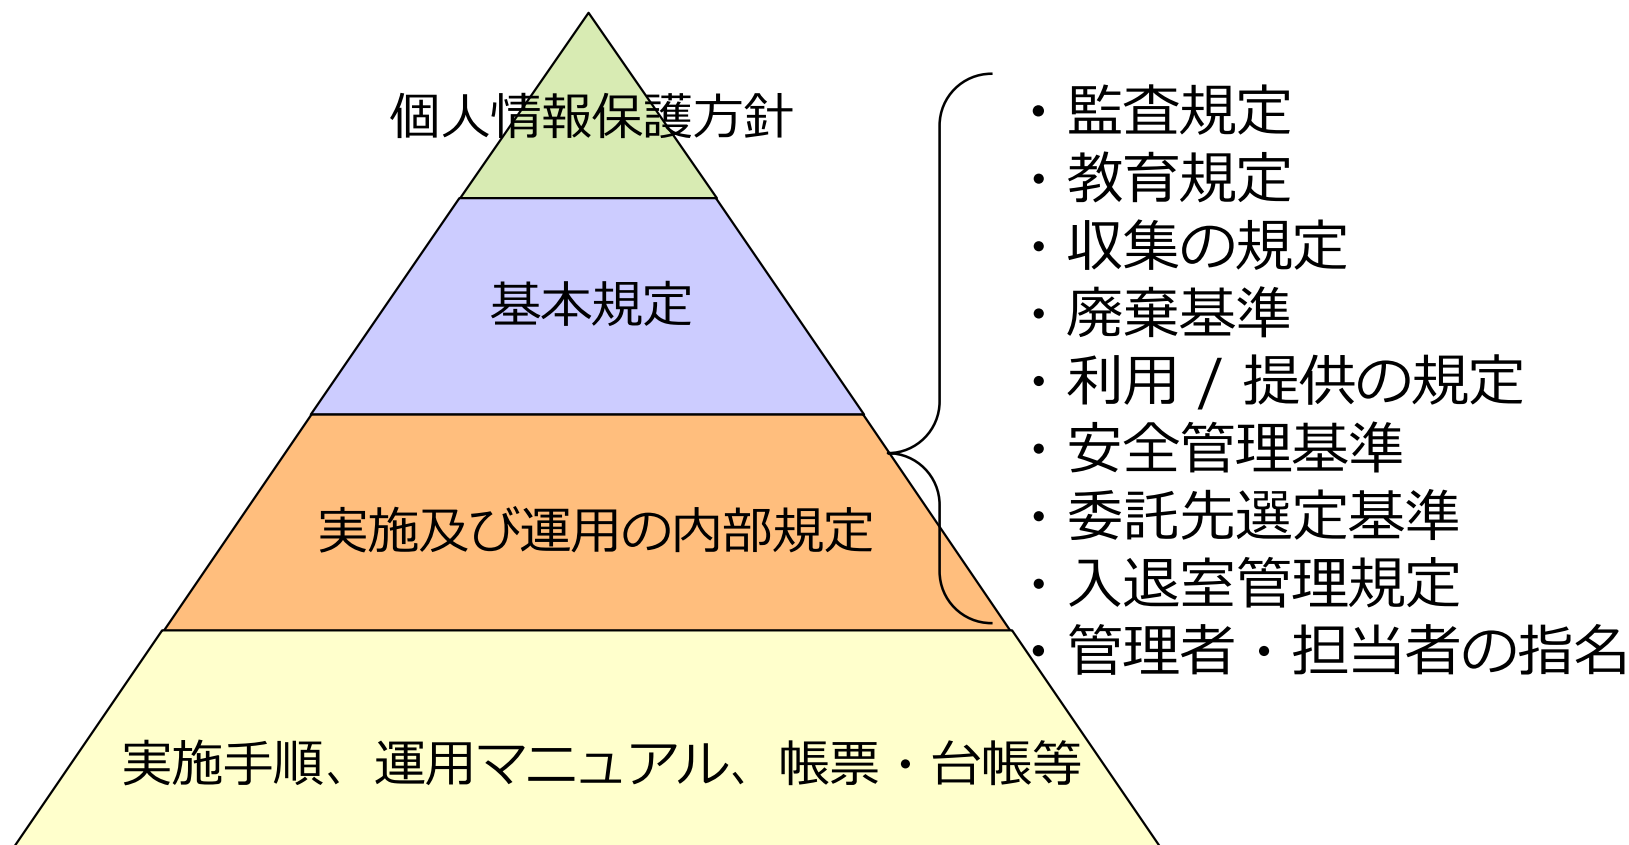 個人情報保護方針
基本規定
実施及び運用の内部規定
実施手順、運用マニュアル、帳票・台帳等
・監査規定
・教育規定
・収集の規定
・廃棄基準
・利用 / 提供の規定
・安全管理基準
・委託先選定基準
・入退室管理規定
・管理者・担当者の指名